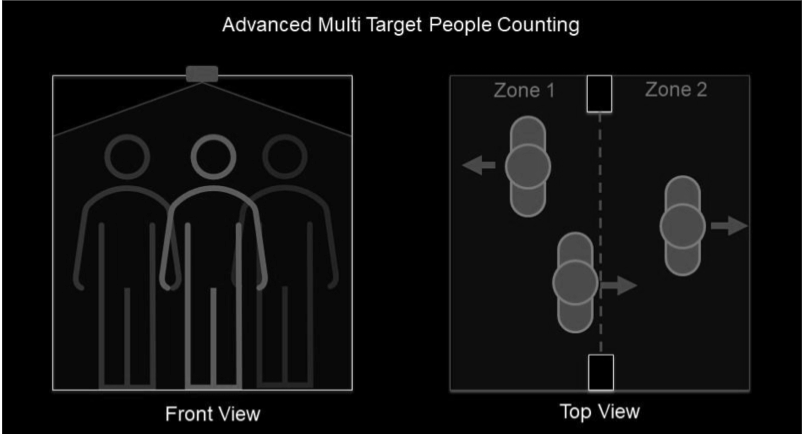 Advanced Multi Target People Counting
Zone 1
Zone 2
Front View
Top View